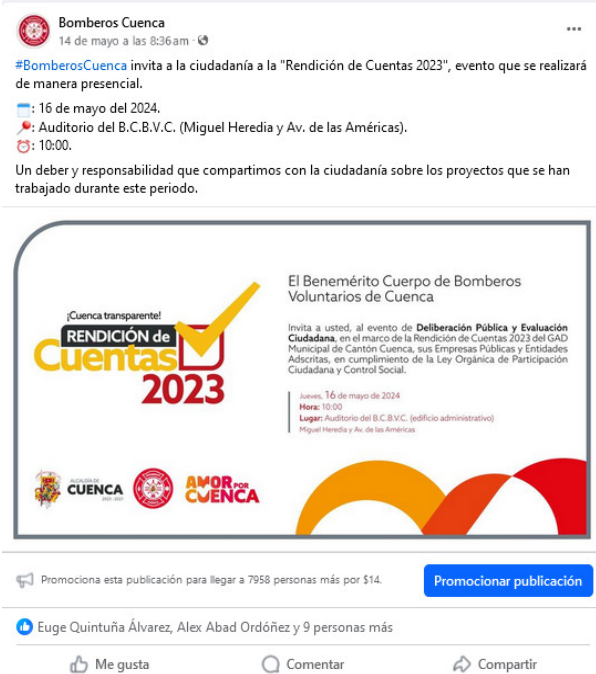 Bomberos Cuenca
14 de mayo a las 8:36 am ·
#BomberosCuenca invita a la ciudadanía a la "Rendición de Cuentas 2023", evento que se realizará
de manera presencial.
: 16 de mayo del 2024.
: Auditorio del B.C.B.V.C. (Miguel Heredia y Av. de las Américas).
: 10:00.
Un deber y responsabilidad que compartimos con la ciudadanía sobre los proyectos que se han
trabajado durante este periodo.
¡Cuenca transparente!
RENDICIÓN de
Cuentas
2023
El Benemérito Cuerpo de Bomberos
Voluntarios de Cuenca
Invita a usted, al evento de Deliberación Pública y Evaluación
Ciudadana, en el marco de la Rendición de Cuentas 2023 del GAD
Municipal de Cantón Cuenca, sus Empresas Públicas y Entidades
Adscritas, en cumplimiento de la Ley Orgánica de Participación
Ciudadana y Control Social.
Jueves, 16 de mayo de 2024
Hora: 10:00
Lugar: Auditorio del B.C.B.V.C. (edificio administrativo)
Miguel Heredia y Av. de las Américas
ALCALDÍA DE
CUENCA
AMOR POR
CUENCA
Promociona esta publicación para llegar a 7958 personas más por $14.
Promocionar publicación
Euge Quintuña Álvarez, Alex Abad Ordóñez y 9 personas más
Me gusta
Comentar
Compartir